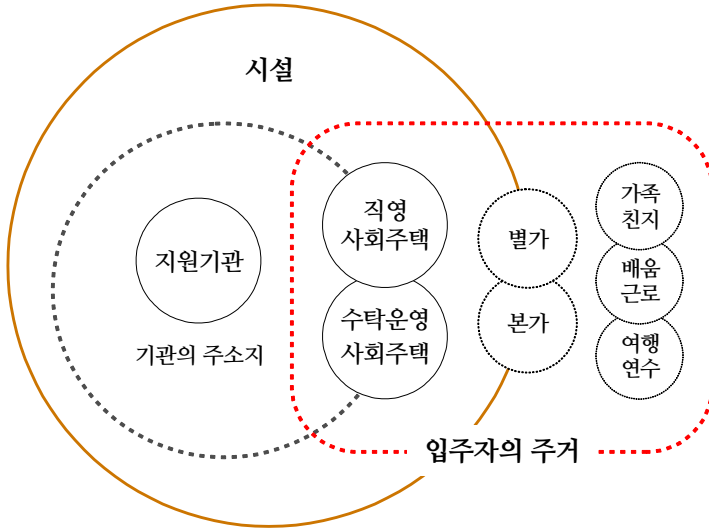 시설
지원기관
기관의 주소지
직영
사회주택
수탁운영
사회주택
별가
본가
가족
친지
배움
근로
여행
연수
입주자의 주거